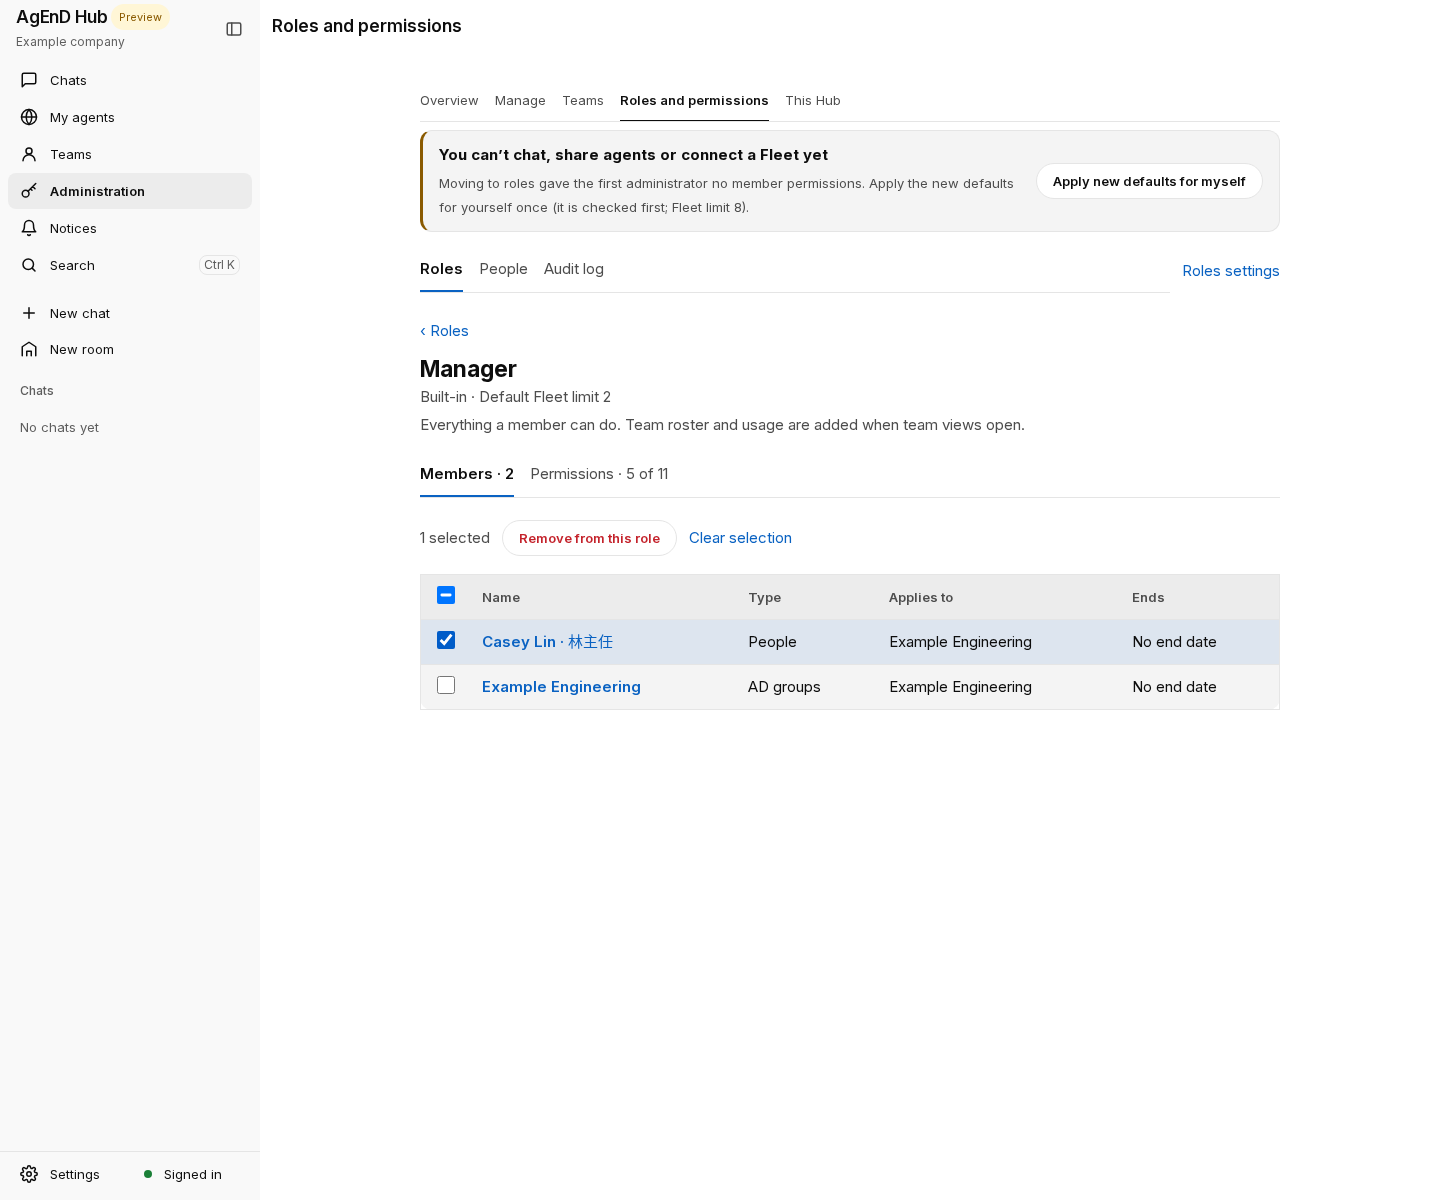 AgEnD Hub Preview
Example company
Chats
My agents
Teams
Administration
Notices
Search Ctrl K
New chat
New room
Chats
No chats yet
Settings Signed in
Roles and permissions
Overview Manage Teams Roles and permissions This Hub
You can’t chat, share agents or connect a Fleet yet
Moving to roles gave the first administrator no member permissions. Apply the new defaults
for yourself once (it is checked first; Fleet limit 8).
Apply new defaults for myself
Roles People Audit log Roles settings
‹ Roles
Manager
Built-in · Default Fleet limit 2
Everything a member can do. Team roster and usage are added when team views open.
Members · 2 Permissions · 5 of 11
1 selected Remove from this role Clear selection
Name Type Applies to Ends
Casey Lin · 林主任 People Example Engineering No end date
Example Engineering AD groups Example Engineering No end date